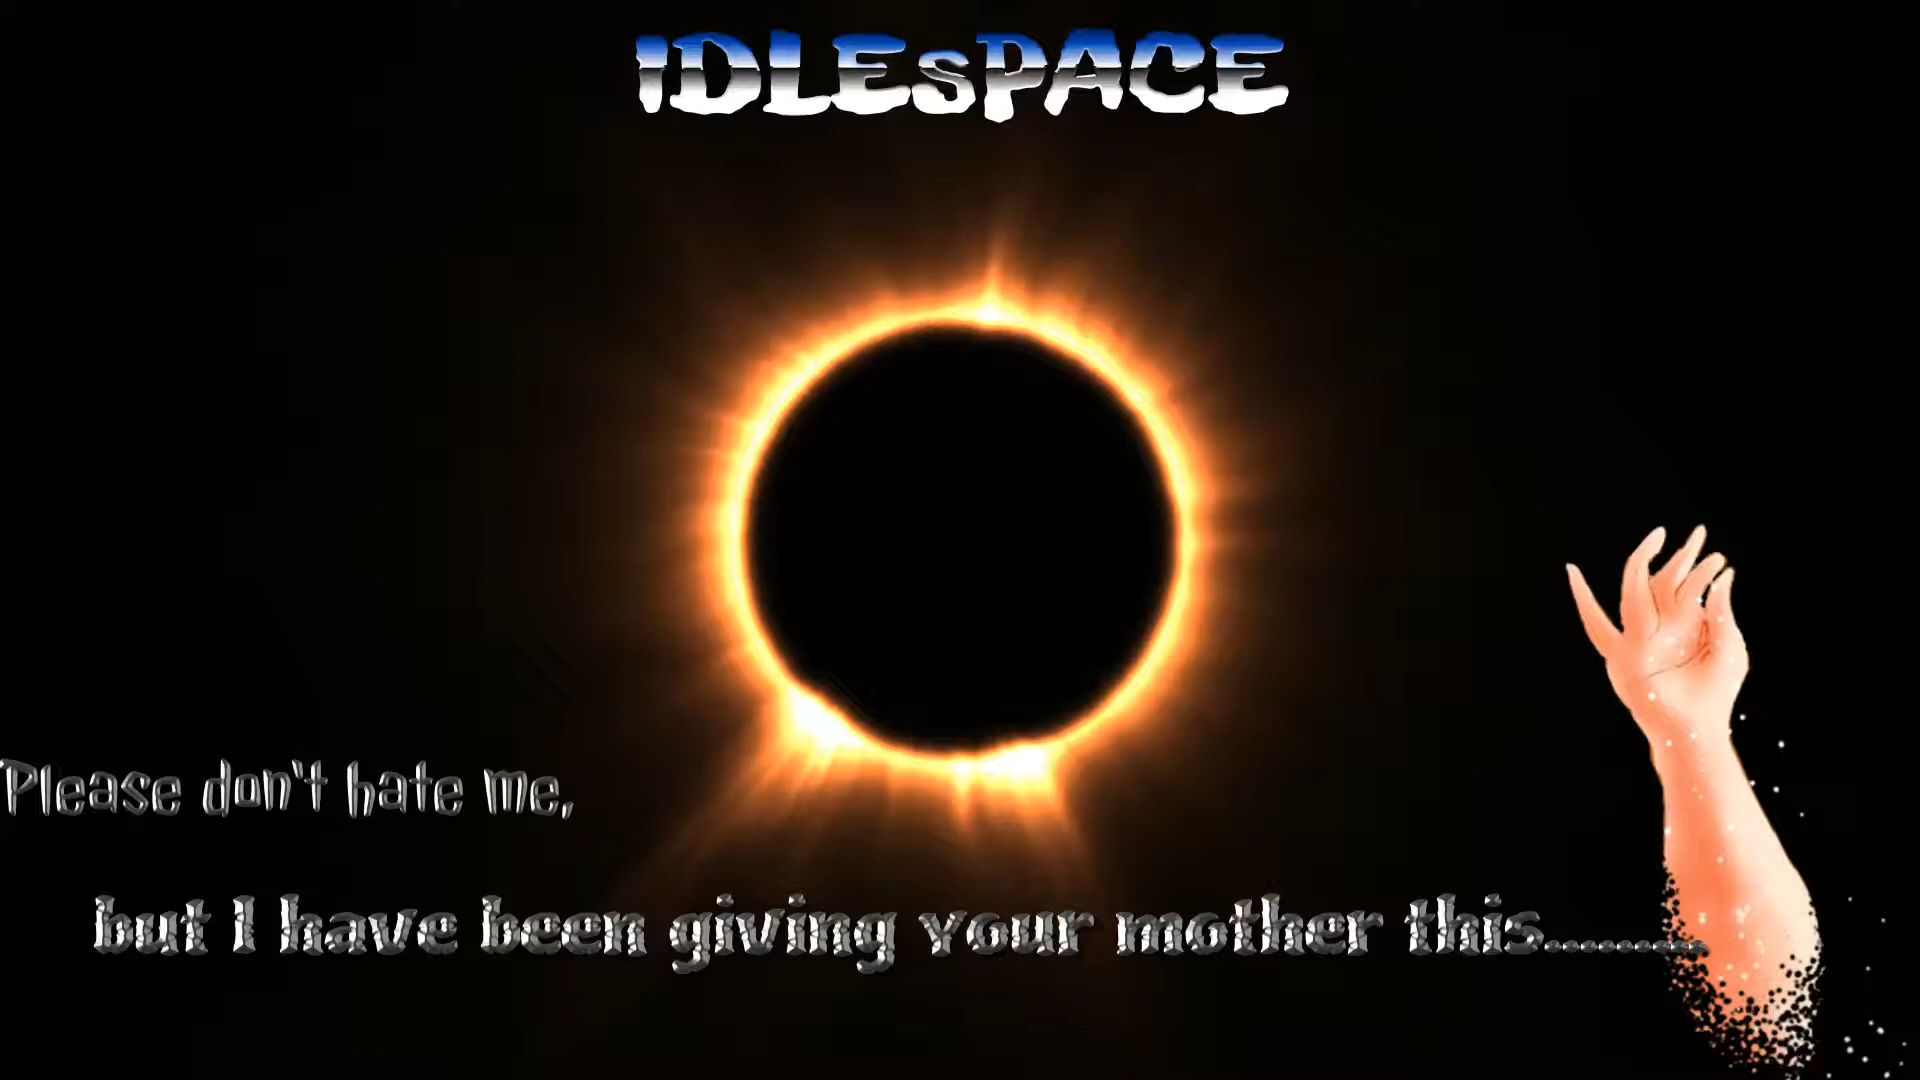 IDLEsPACE
Please don't hate me,
but I have been giving your mother this..........